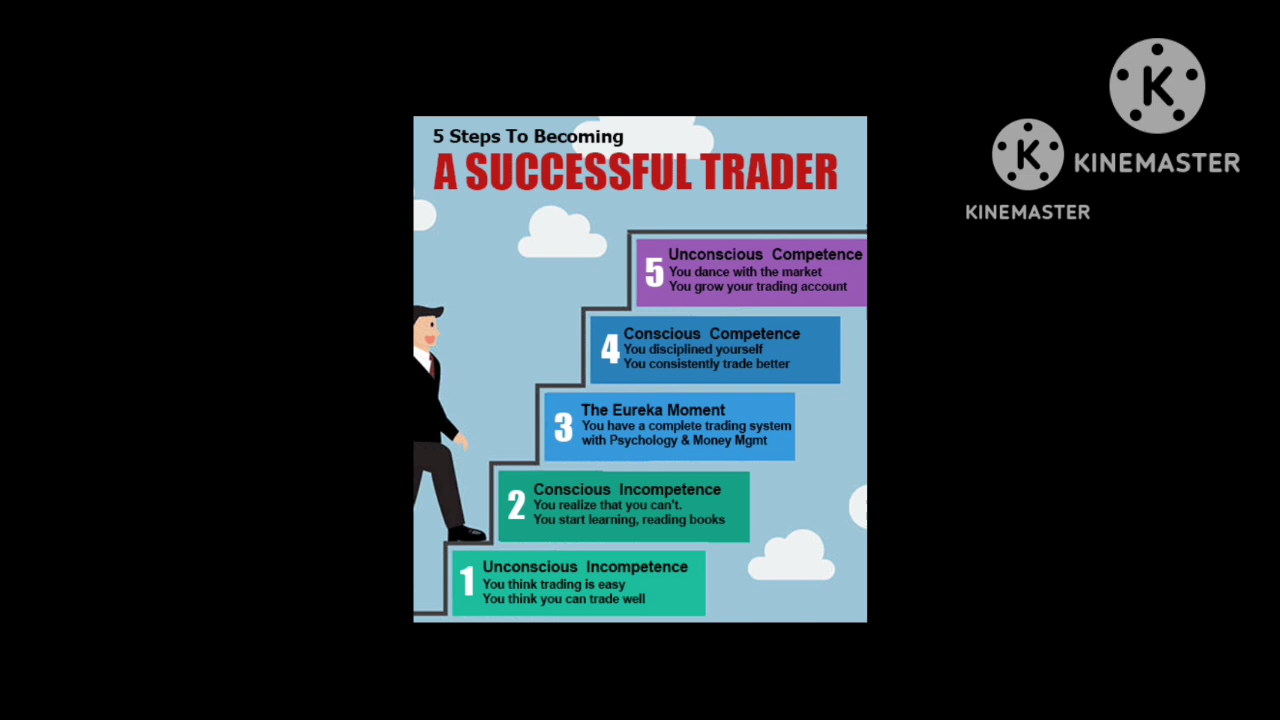 5 Steps To Becoming
A SUCCESSFUL TRADER
5 Unconscious Competence
You dance with the market
You grow your trading account
4 Conscious Competence
You disciplined yourself
You consistently trade better
3 The Eureka Moment
You have a complete trading system
with Psychology & Money Mgmt
2 Conscious Incompetence
You realize that you can't.
You start learning, reading books
1 Unconscious Incompetence
You think trading is easy
You think you can trade well
K
K KINEMASTER
KINEMASTER